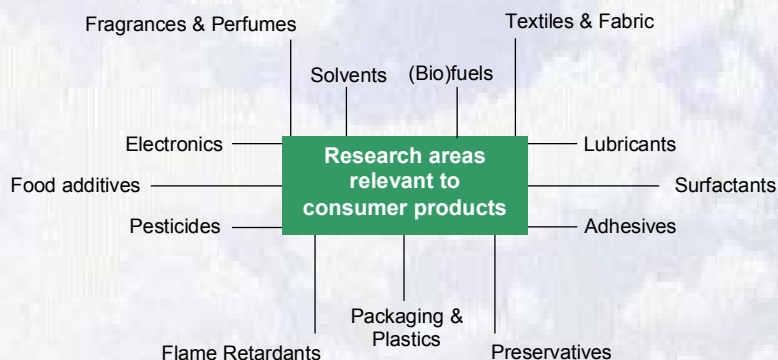 Fragrances & Perfumes
Textiles & Fabric
Solvents
(Bio)fuels
Electronics
Research areas
relevant to
consumer products
Lubricants
Food additives
Surfactants
Pesticides
Adhesives
Packaging &
Plastics
Flame Retardants
Preservatives